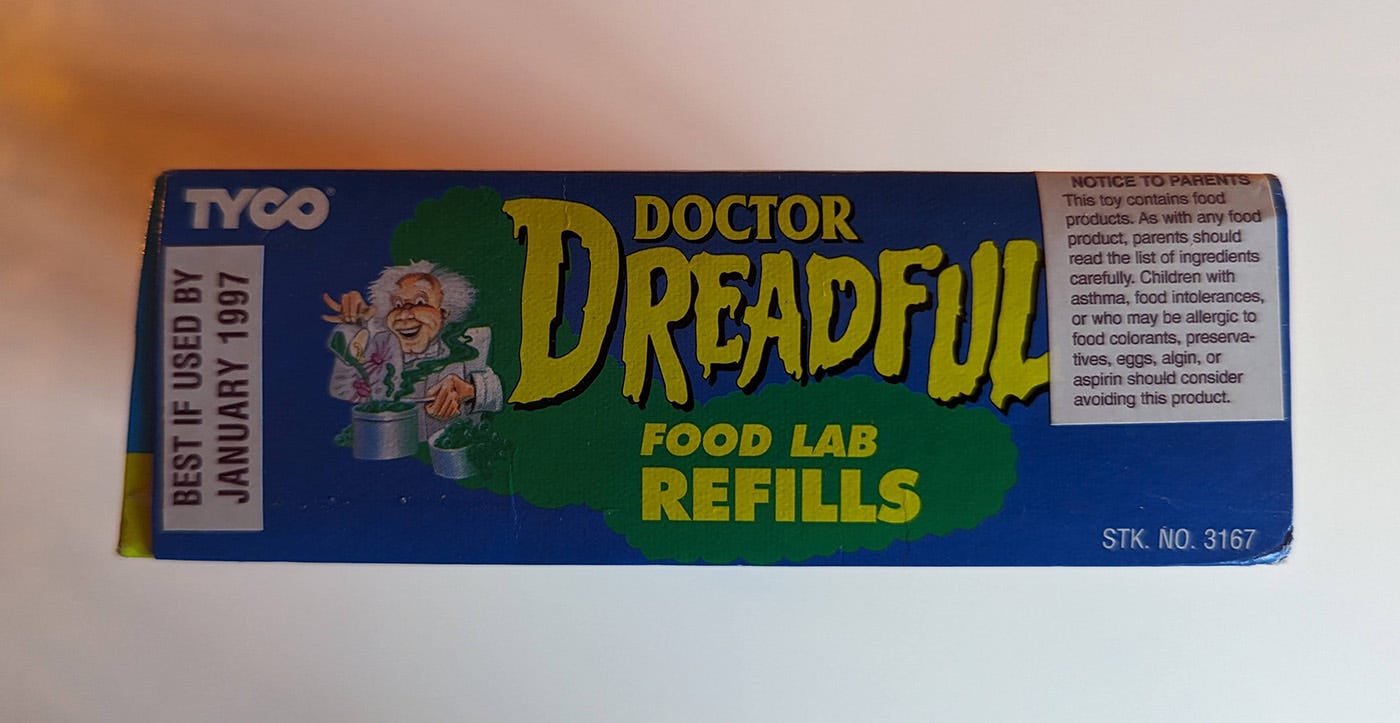 TYCO®
BEST IF USED BY
JANUARY 1997
DOCTOR
DREADFUL
FOOD LAB
REFILLS
NOTICE TO PARENTS
This toy contains food
products. As with any food
product, parents should
read the list of ingredients
carefully. Children with
asthma, food intolerances,
or who may be allergic to
food colorants, preserva-
tives, eggs, algin, or
aspirin should consider
avoiding this product.
STK. NO. 3167